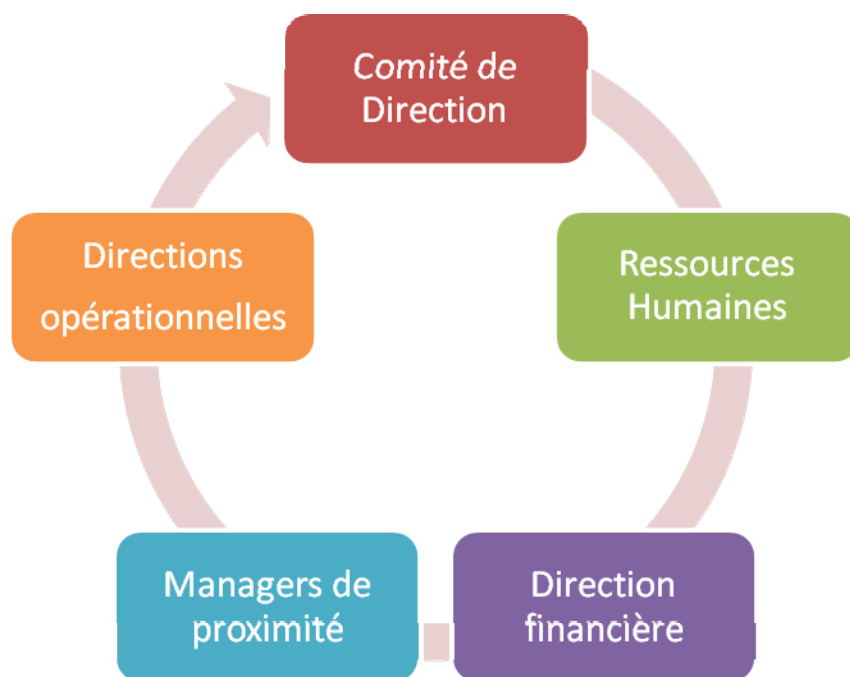 Comité de
Direction
Ressources
Humaines
Direction
financière
Managers de
proximité
Directions
opérationnelles